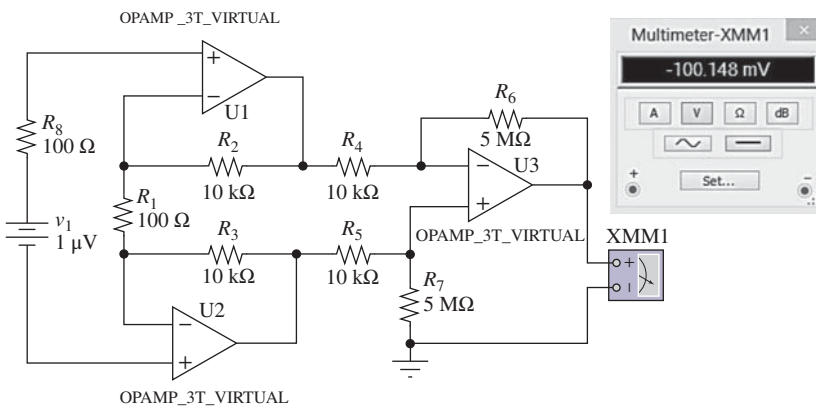 OPAMP _3T_VIRTUAL
Multimeter-XMM1
-100.148 mV
A V Ω dB
Set...
+ −
+
−
U1
R8
100 Ω
R2
10 kΩ
R4
10 kΩ
R6
5 MΩ
−
+
U3
OPAMP_3T_VIRTUAL
R1
100 Ω
v1
1 μV
R3
10 kΩ
R5
10 kΩ
R7
5 MΩ
XMM1
+
−
U2
−
+
OPAMP_3T_VIRTUAL